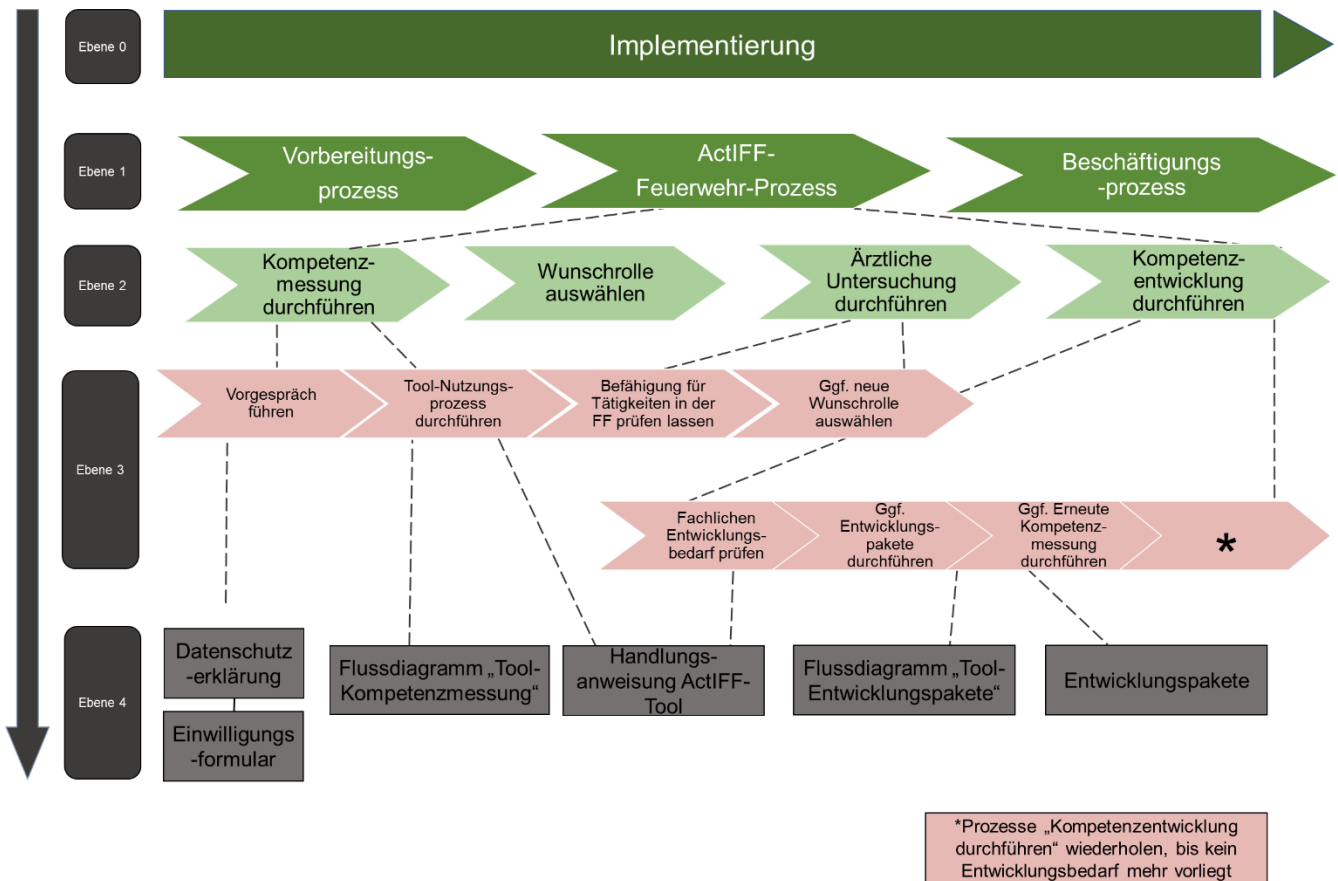 Ebene 0
Implementierung
Ebene 1
Vorbereitungs-
prozess
ActIFF-
Feuerwehr-Prozess
Beschäftigungs
-prozess
Ebene 2
Kompetenz-
messung
durchführen
Wunschrolle
auswählen
Ärztliche
Untersuchung
durchführen
Kompetenz-
entwicklung
durchführen
Ebene 3
Vorgespräch
führen
Tool-Nutzungs-
prozess
durchführen
Befähigung für
Tätigkeiten in der
FF prüfen lassen
Ggf. neue
Wunschrolle
auswählen
Fachlichen
Entwicklungs-
bedarf prüfen
Ggf.
Entwicklungs-
pakete
durchführen
Ggf. Erneute
Kompetenz-
messung
durchführen
*
Ebene 4
Datenschutz
-erklärung
Einwilligungs
-formular
Flussdiagramm „Tool-
Kompetenzmessung“
Handlungs-
anweisung ActIFF-
Tool
Flussdiagramm „Tool-
Entwicklungspakete“
Entwicklungspakete
*Prozesse „Kompetenzentwicklung
durchführen“ wiederholen, bis kein
Entwicklungsbedarf mehr vorliegt